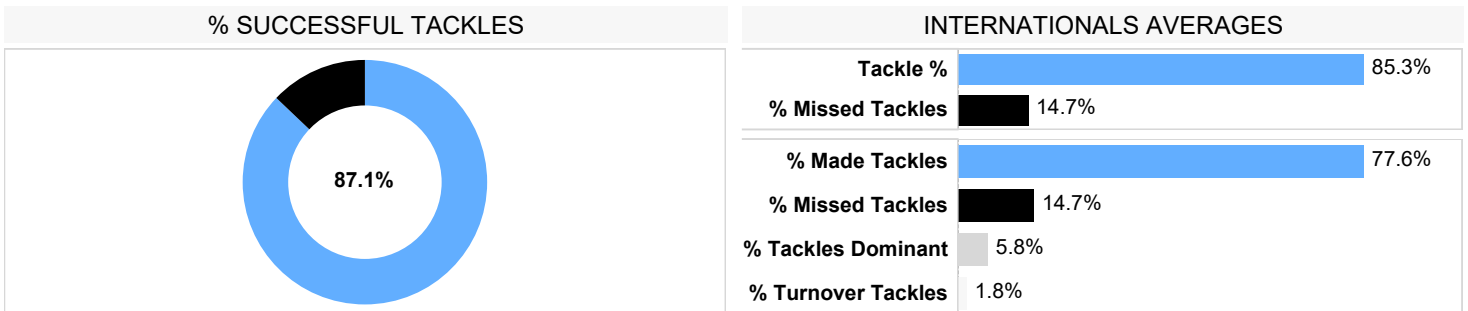 % SUCCESSFUL TACKLES
87.1%
INTERNATIONALS AVERAGES
Tackle % 85.3%
% Missed Tackles 14.7%
% Made Tackles 77.6%
% Missed Tackles 14.7%
% Tackles Dominant 5.8%
% Turnover Tackles 1.8%